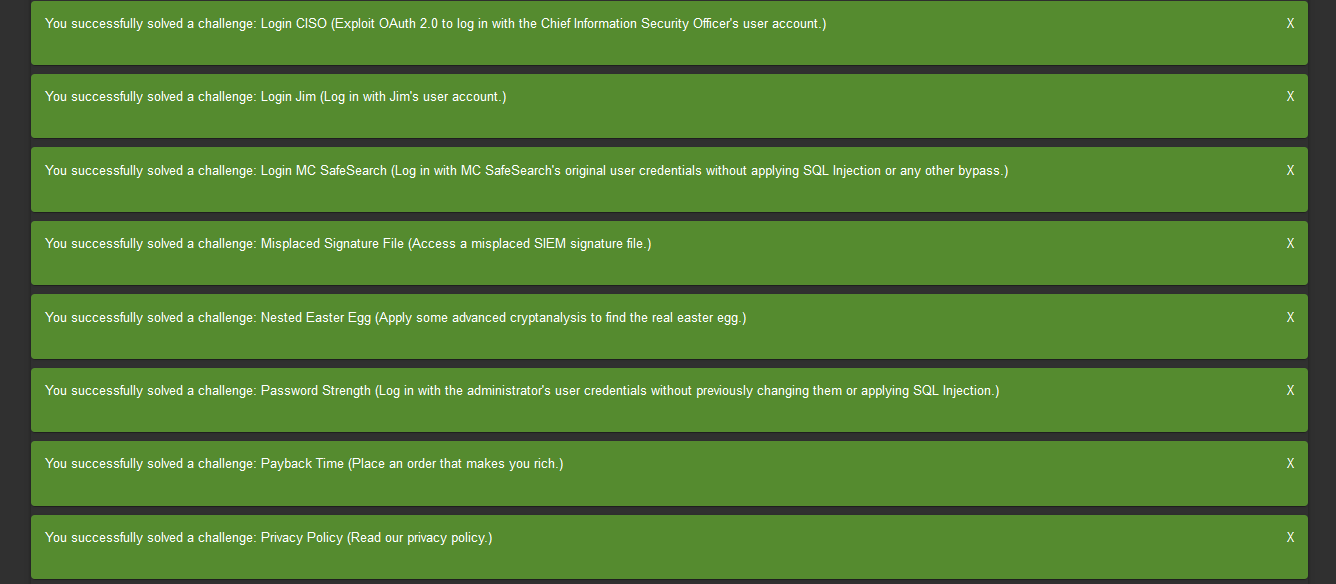 You successfully solved a challenge: Login CISO (Exploit OAuth 2.0 to log in with the Chief Information Security Officer's user account.) X
You successfully solved a challenge: Login Jim (Log in with Jim's user account.) X
You successfully solved a challenge: Login MC SafeSearch (Log in with MC SafeSearch's original user credentials without applying SQL Injection or any other bypass.) X
You successfully solved a challenge: Misplaced Signature File (Access a misplaced SIEM signature file.) X
You successfully solved a challenge: Nested Easter Egg (Apply some advanced cryptanalysis to find the real easter egg.) X
You successfully solved a challenge: Password Strength (Log in with the administrator's user credentials without previously changing them or applying SQL Injection.) X
You successfully solved a challenge: Payback Time (Place an order that makes you rich.) X
You successfully solved a challenge: Privacy Policy (Read our privacy policy.) X